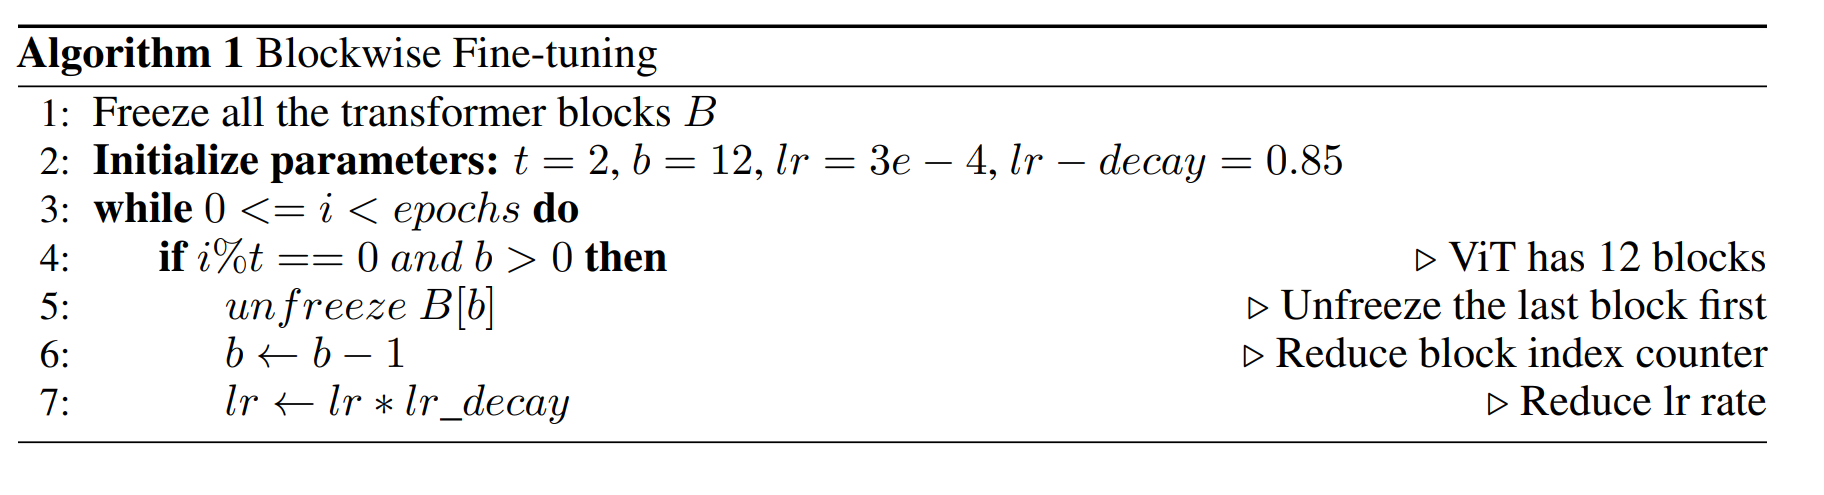 Algorithm 1 Blockwise Fine-tuning
1: Freeze all the transformer blocks B
2: Initialize parameters: t = 2, b = 12, lr = 3e − 4, lr − decay = 0.85
3: while 0 <= i < epochs do
4: if i%t == 0 and b > 0 then ▷ ViT has 12 blocks
5: unfreeze B[b] ▷ Unfreeze the last block first
6: b ← b − 1 ▷ Reduce block index counter
7: lr ← lr ∗ lr_decay ▷ Reduce lr rate